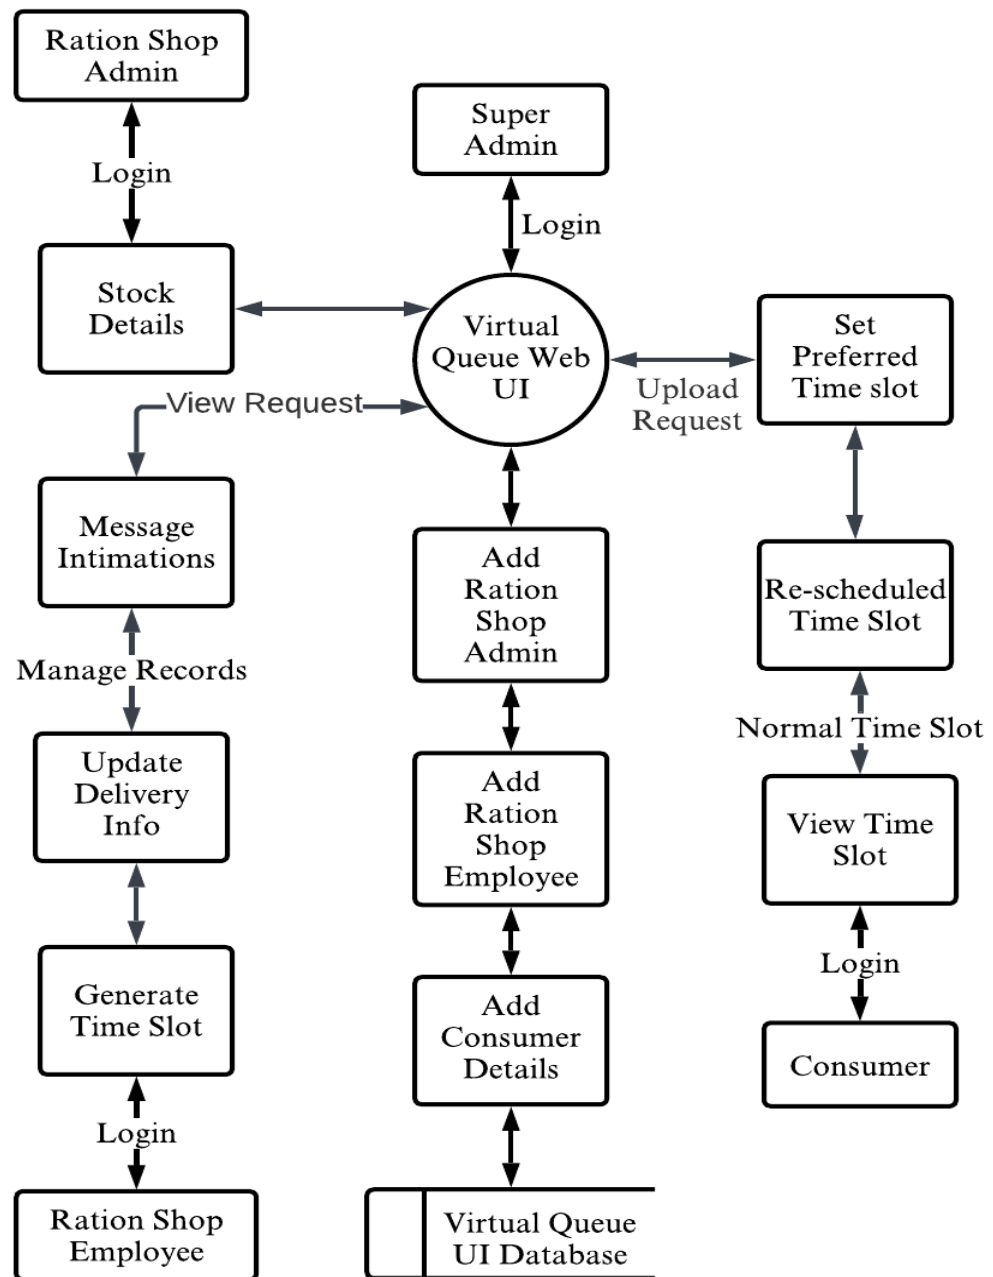 Ration Shop
Admin
Login
Stock
Details
View Request
Message
Intimations
Manage Records
Update
Delivery
Info
Generate
Time Slot
Login
Ration Shop
Employee
Super
Admin
Login
Virtual
Queue Web
UI
Add
Ration
Shop
Admin
Add
Ration
Shop
Employee
Add
Consumer
Details
Virtual Queue
UI Database
Upload
Request
Set
Preferred
Time slot
Re-scheduled
Time Slot
Normal Time Slot
View Time
Slot
Login
Consumer